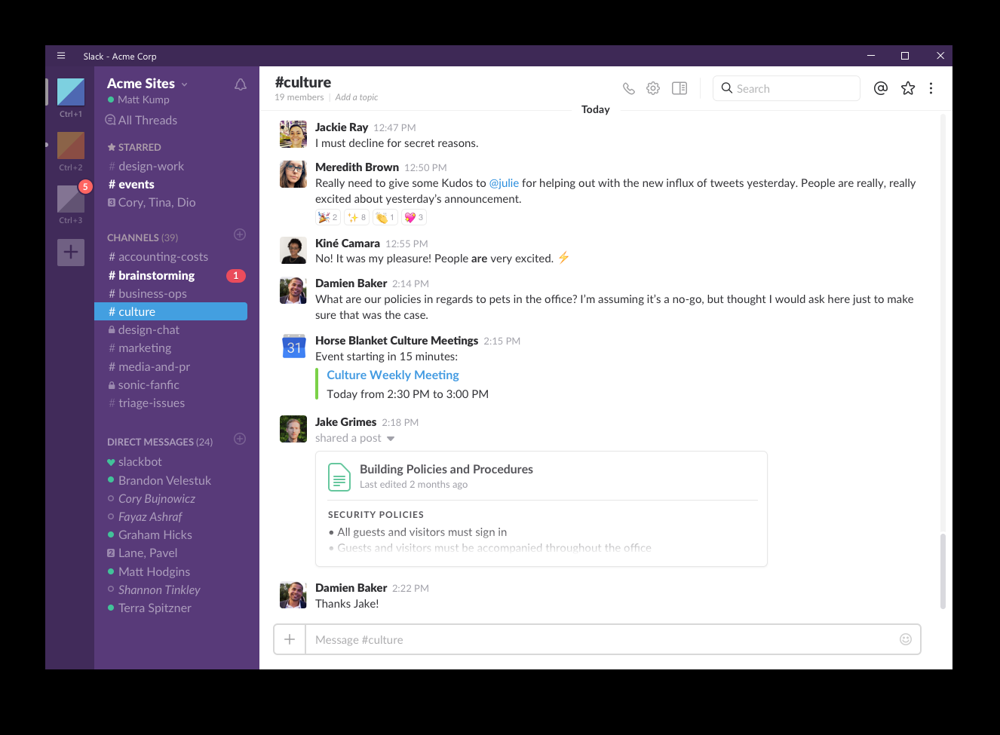 Slack - Acme Corp
Ctrl+1
Ctrl+2
5
Ctrl+3
Acme Sites
Matt Kump
All Threads
STARRED
# design-work
# events
3 Cory, Tina, Dio
CHANNELS (39)
# accounting-costs
# brainstorming 1
# business-ops
# culture
design-chat
# marketing
# media-and-pr
sonic-fanfic
# triage-issues
DIRECT MESSAGES (24)
slackbot
Brandon Velestuk
Cory Bujnowicz
Fayaz Ashraf
Graham Hicks
2 Lane, Pavel
Matt Hodgins
Shannon Tinkley
Terra Spitzner
#culture
19 members | Add a topic
Search
Today
Jackie Ray 12:47 PM
I must decline for secret reasons.
Meredith Brown 12:50 PM
Really need to give some Kudos to @julie for helping out with the new influx of tweets yesterday. People are really, really
excited about yesterday’s announcement.
🎉 2 ✨ 8 👏 1 💖 3
Kiné Camara 12:55 PM
No! It was my pleasure! People are very excited. ⚡
Damien Baker 2:14 PM
What are our policies in regards to pets in the office? I’m assuming it’s a no-go, but thought I would ask here just to make
sure that was the case.
31
Horse Blanket Culture Meetings 2:15 PM
Event starting in 15 minutes:
Culture Weekly Meeting
Today from 2:30 PM to 3:00 PM
Jake Grimes 2:18 PM
shared a post
Building Policies and Procedures
Last edited 2 months ago
SECURITY POLICIES
• All guests and visitors must sign in
• Guests and visitors must be accompanied throughout the office
Damien Baker 2:22 PM
Thanks Jake!
Message #culture